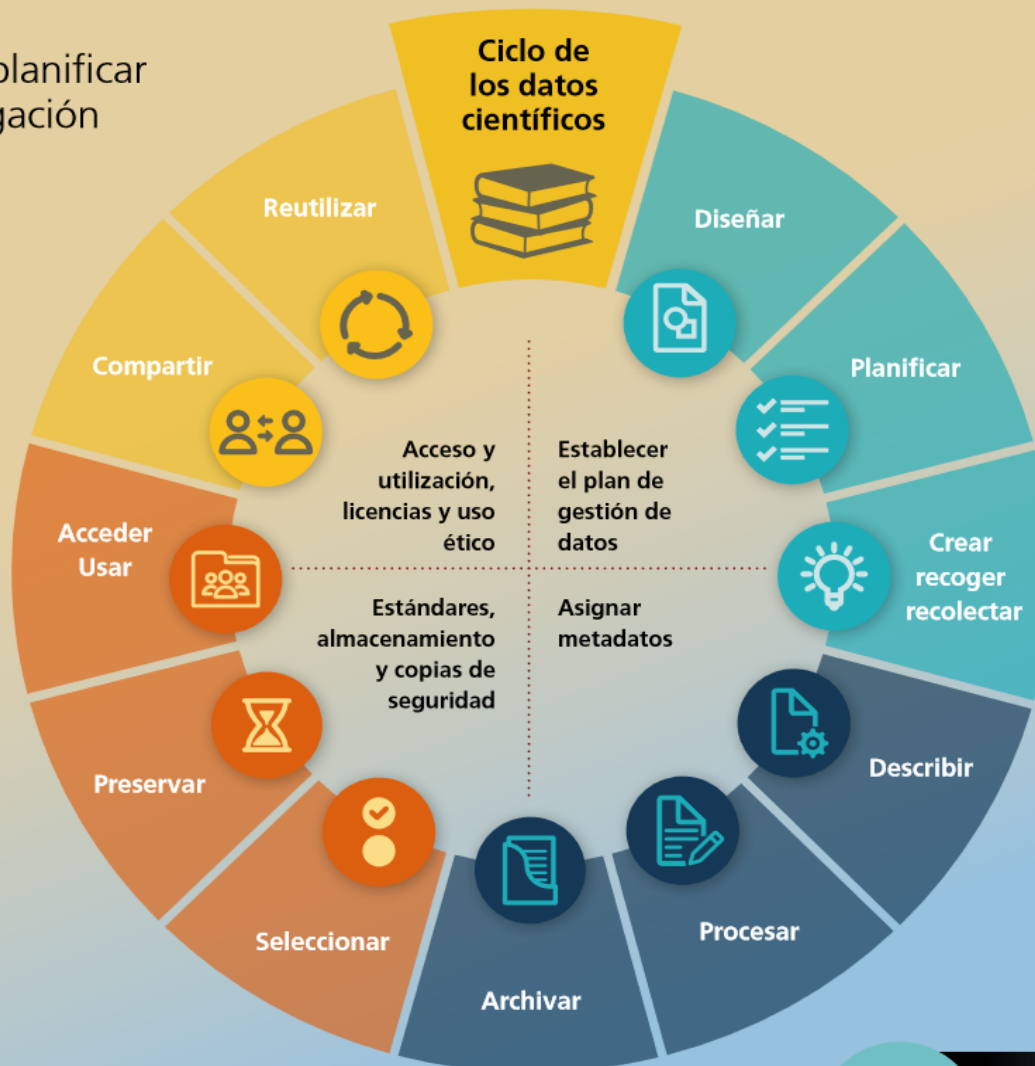 planificar
Ciclo de
los datos
científicos
Diseñar
Planificar
Crear
recoger
recolectar
Describir
Procesar
Archivar
Seleccionar
Preservar
Acceder
Usar
Compartir
Reutilizar
Acceso y
utilización,
licencias y uso
ético
Establecer
el plan de
gestión de
datos
Estándares,
almacenamiento
y copias de
seguridad
Asignar
metadatos